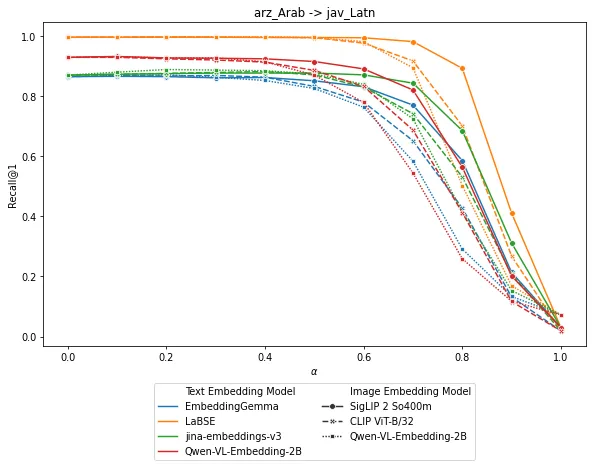 arz_Arab -> jav_Latn
Recall@1
1.0
0.8
0.6
0.4
0.2
0.0
0.0 0.2 0.4 0.6 0.8 1.0
α
Text Embedding Model Image Embedding Model
EmbeddingGemma SigLIP 2 So400m
LaBSE CLIP ViT-B/32
jina-embeddings-v3 Qwen-VL-Embedding-2B
Qwen-VL-Embedding-2B